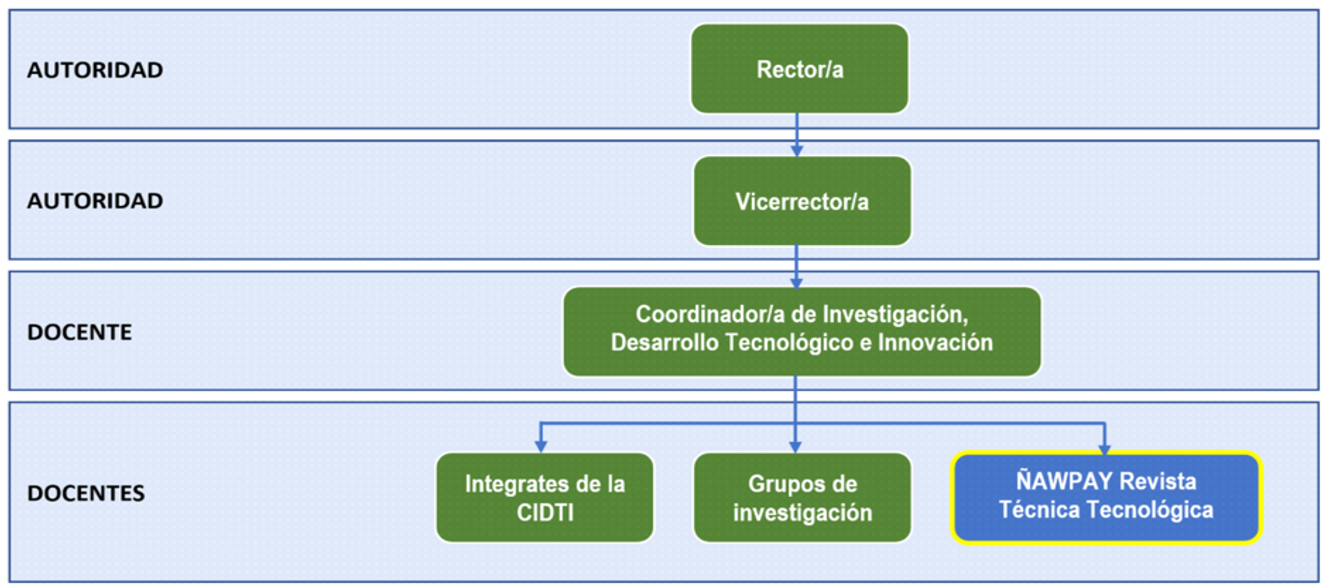 AUTORIDAD
Rector/a
AUTORIDAD
Vicerrector/a
DOCENTE
Coordinador/a de Investigación,
Desarrollo Tecnológico e Innovación
DOCENTES
Integrates de la
CIDTI
Grupos de
investigación
ÑAWPAY Revista
Técnica Tecnológica